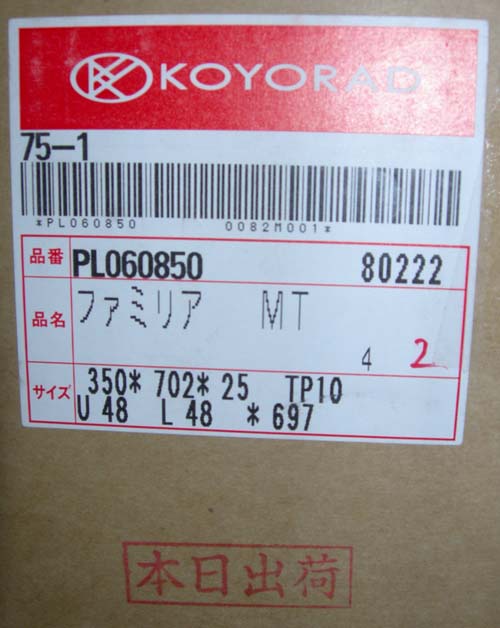 KOYORAD
75-1
*PL060850 0082M001*
品番 PL060850 80222
品名 ファミリア MT
4 2
サイズ 350* 702* 25 TP10
U 48 L 48 * 697
本日出荷